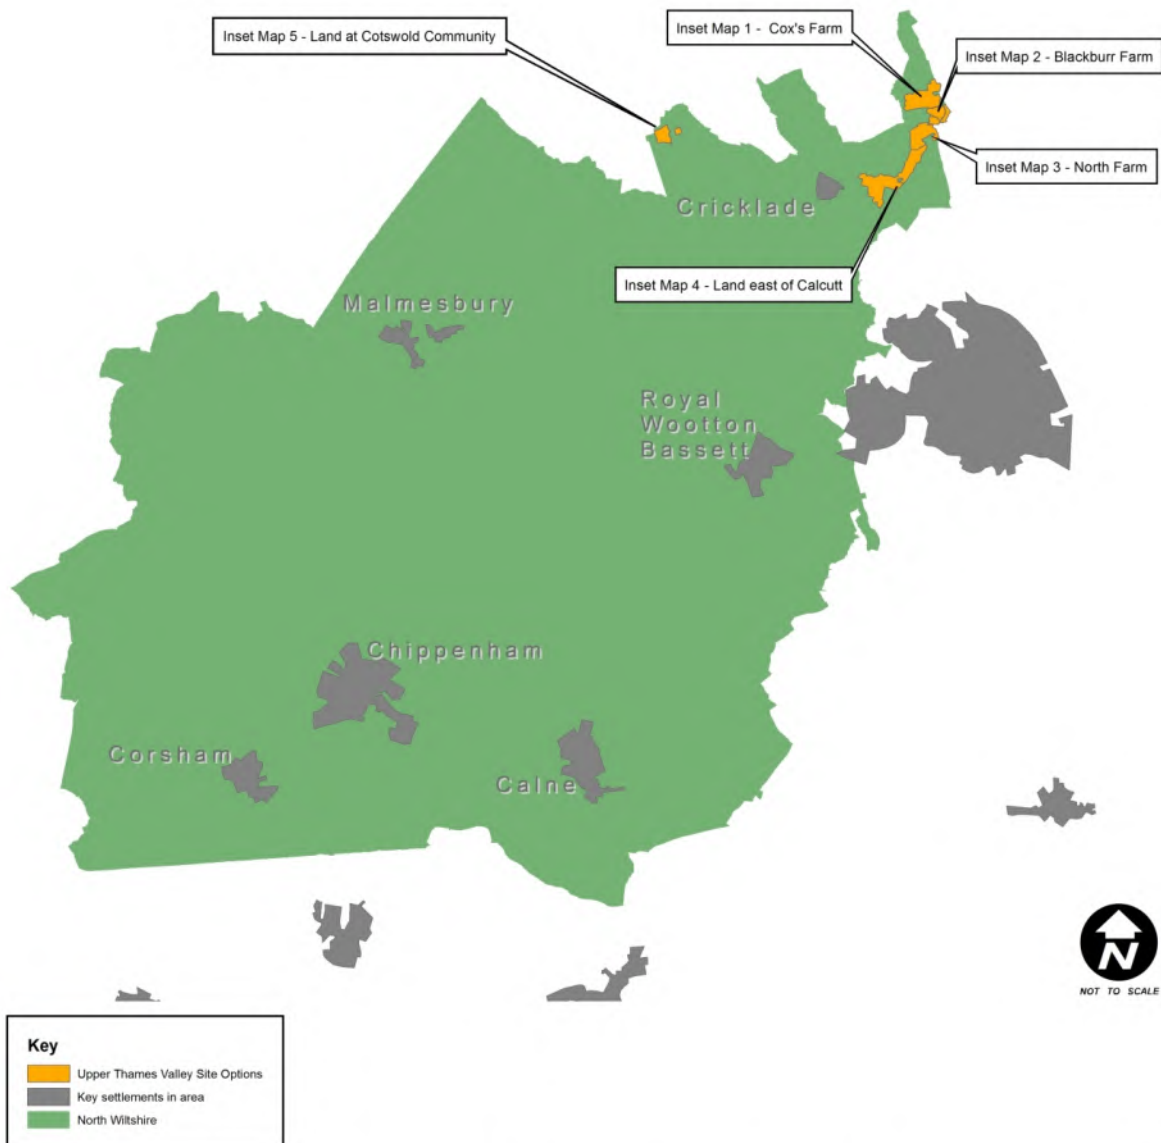 Inset Map 5 - Land at Cotswold Community
Inset Map 1 - Cox's Farm
Inset Map 2 - Blackburr Farm
Inset Map 3 - North Farm
Cricklade
Inset Map 4 - Land east of Calcutt
Malmesbury
Royal
Wootton
Bassett
Chippenham
Corsham
Calne
N
NOT TO SCALE
Key
Upper Thames Valley Site Options
Key settlements in area
North Wiltshire